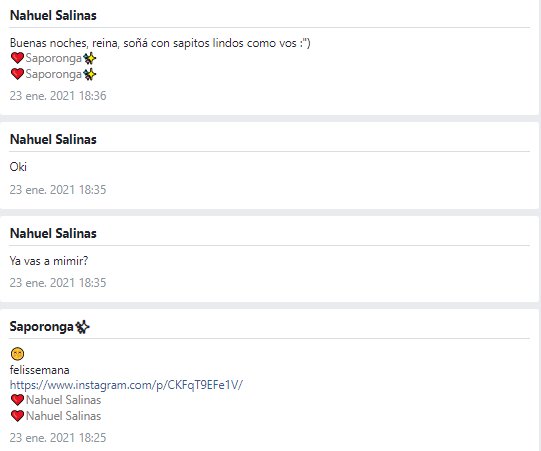 Nahuel Salinas
Buenas noches, reina, soñá con sapitos lindos como vos :")
❤Saporonga✨
❤Saporonga✨
23 ene. 2021 18:36
Nahuel Salinas
Oki
23 ene. 2021 18:35
Nahuel Salinas
Ya vas a mimir?
23 ene. 2021 18:35
Saporonga✨
🤭
felissemana
https://www.instagram.com/p/CKFqT9EFe1V/
❤Nahuel Salinas
❤Nahuel Salinas
23 ene. 2021 18:25